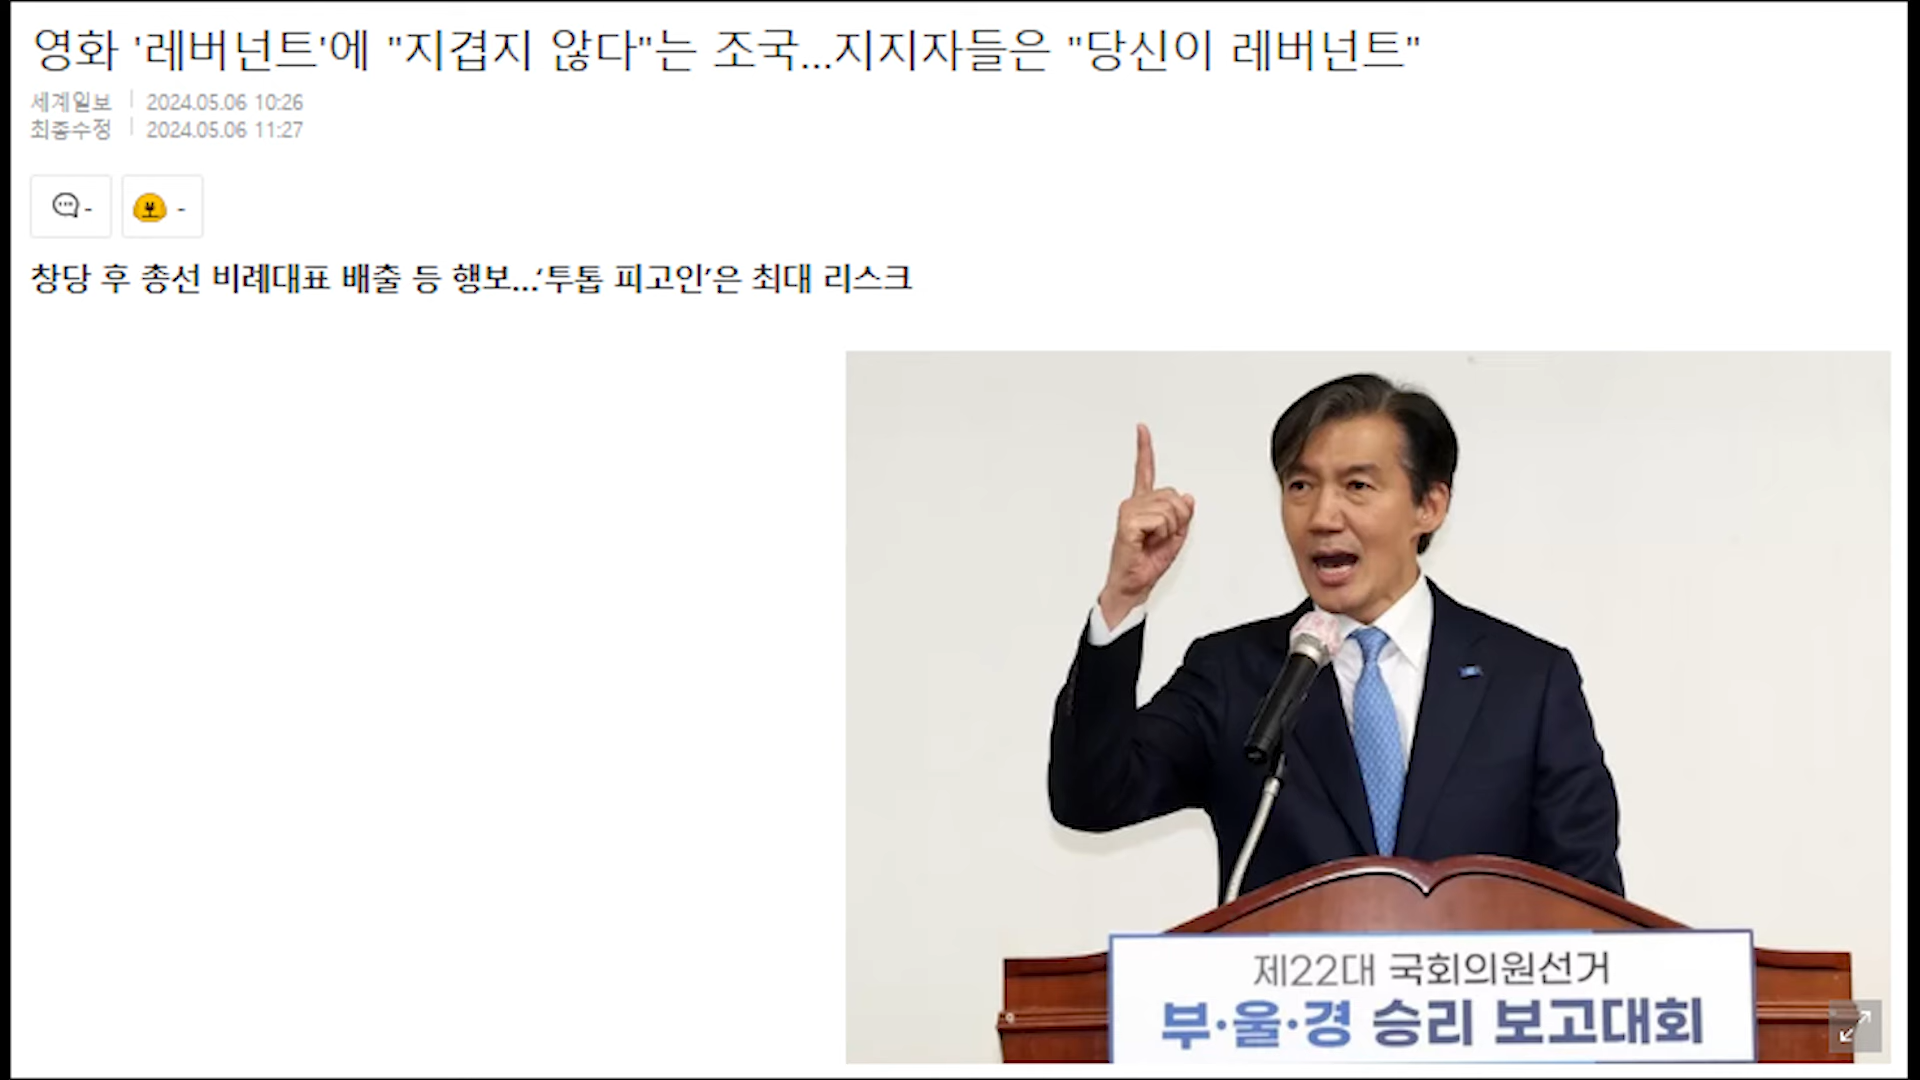 영화 '레버넌트'에 "지겹지 않다"는 조국...지지자들은 "당신이 레버넌트"
세계일보 | 2024.05.06 10:26
최종수정 | 2024.05.06 11:27
-
-
창당 후 총선 비례대표 배출 등 행보...‘투톱 피고인’은 최대 리스크
제22대 국회의원선거
부·울·경 승리 보고대회